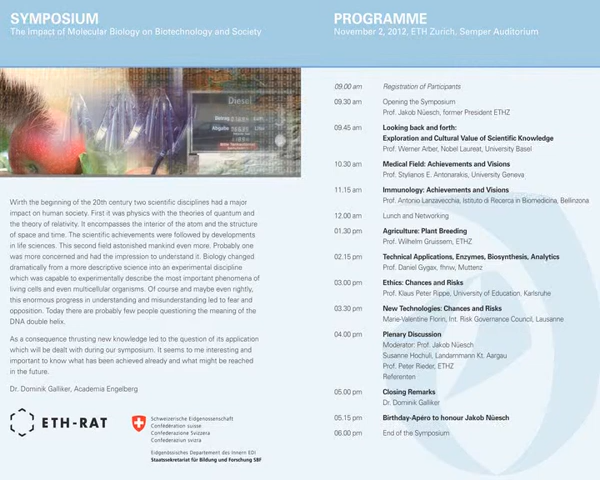 SYMPOSIUM
The Impact of Molecular Biology on Biotechnology and Society
Diesel
Wirth the beginning of the 20th century two scientific disciplines had a major
impact on human society. First it was physics with the theories of quantum and
the theory of relativity. It encompasses the interior of the atom and the structure
of space and time. The scientific achievements were followed by developments
in life sciences. This second field astonished mankind even more. Probably one
was more concerned and had the impression to understand it. Biology changed
dramatically from a more descriptive science into an experimental discipline
which was capable to experimentally describe the most important phenomena of
living cells and even multicellular organisms. Of course and maybe even rightly,
this enormous progress in understanding and misunderstanding led to fear and
opposition. Today there are probably few people questioning the meaning of the
DNA double helix.
As a consequence thrusting new knowledge led to the question of its application
which will be dealt with during our symposium. It seems to me interesting and
important to know what has been achieved already and what might be reached
in the future.
Dr. Dominik Galliker, Academia Engelberg
ETH-RAT
Schweizerische Eidgenossenschaft
Confédération suisse
Confederazione Svizzera
Confederaziun svizra
Eidgenössisches Departement des Innern EDI
Staatssekretariat für Bildung und Forschung SBF
PROGRAMME
November 2, 2012, ETH Zurich, Semper Auditorium
09.00 am Registration of Participants
09.30 am Opening the Symposium
Prof. Jakob Nüesch, former President ETHZ
09.45 am Looking back and forth:
Exploration and Cultural Value of Scientific Knowledge
Prof. Werner Arber, Nobel Laureat, University Basel
10.30 am Medical Field: Achievements and Visions
Prof. Stylianos E. Antonarakis, University Geneva
11.15 am Immunology: Achievements and Visions
Prof. Antonio Lanzavecchia, Istituto di Recerca in Biomedicina, Bellinzona
12.00 am Lunch and Networking
01.30 pm Agriculture: Plant Breeding
Prof. Wilhelm Gruissem, ETHZ
02.15 pm Technical Applications, Enzymes, Biosynthesis, Analytics
Prof. Daniel Gygax, fhnw, Muttenz
03.00 pm Ethics: Chances and Risks
Prof. Klaus Peter Rippe, University of Education, Karlsruhe
03.30 pm New Technologies: Chances and Risks
Marie-Valentine Florin, Int. Risk Governance Council, Lausanne
04.00 pm Plenary Discussion
Moderator: Prof. Jakob Nüesch
Susanne Hochuli, Landammann Kt. Aargau
Prof. Peter Rieder, ETHZ
Referenten
05.00 pm Closing Remarks
Dr. Dominik Galliker
05.15 pm Birthday-Apéro to honour Jakob Nüesch
06.00 pm End of the Symposium